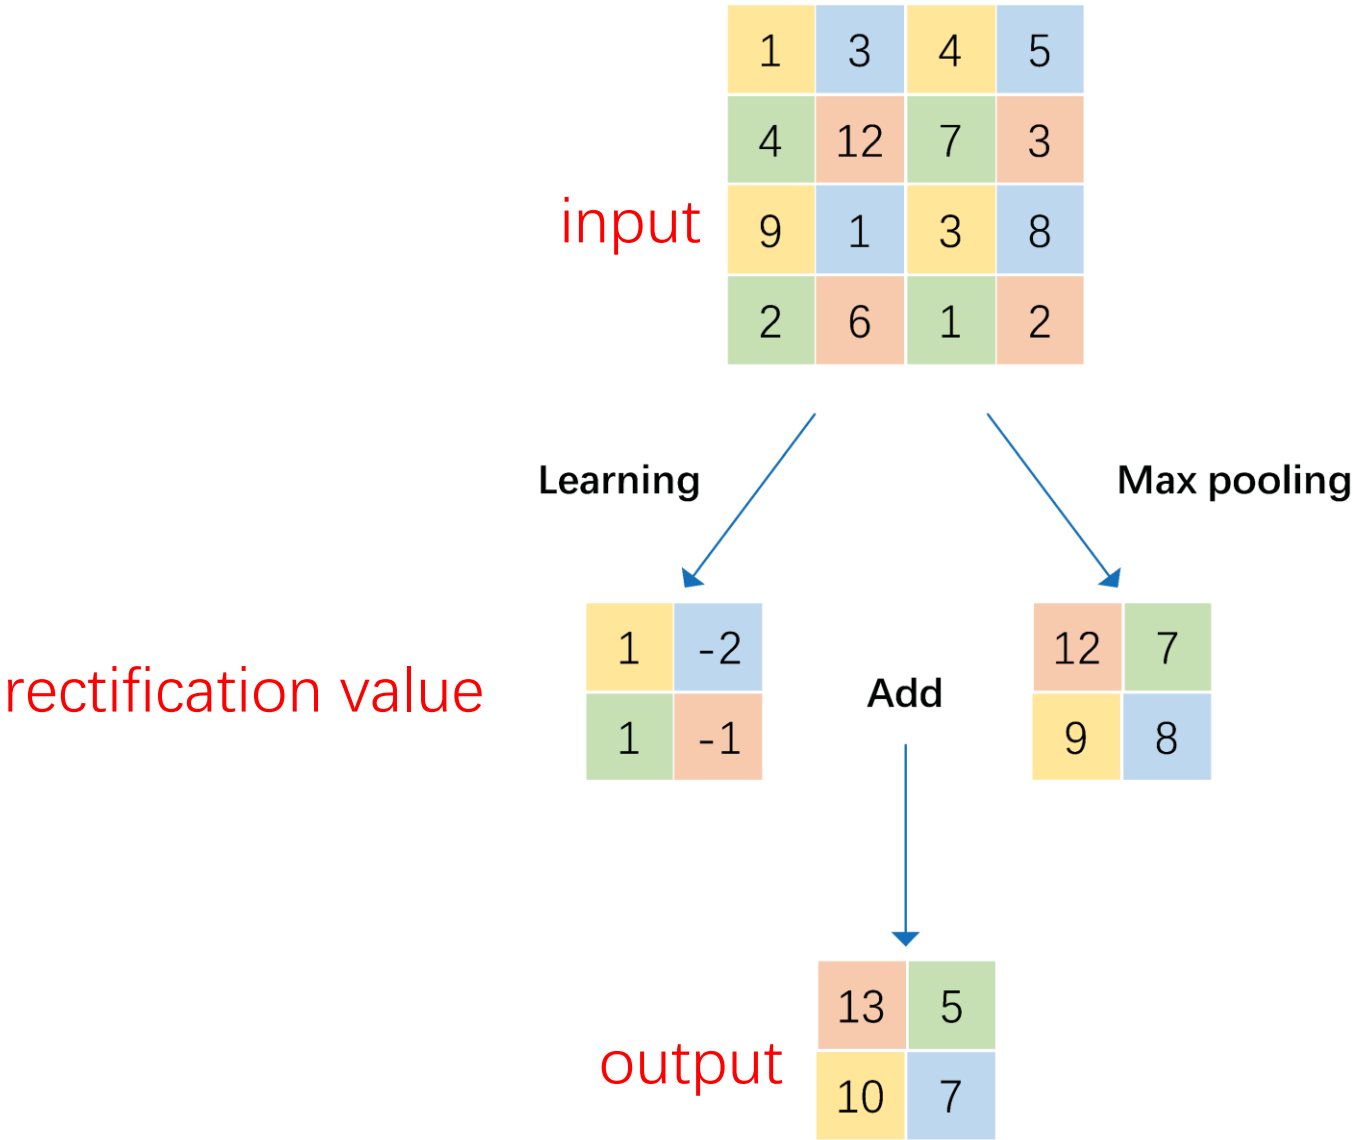 1 3 4 5
4 12 7 3
input
9 1 3 8
2 6 1 2
Learning
Max pooling
rectification value
1 -2
1 -1
Add
12 7
9 8
output
13 5
10 7